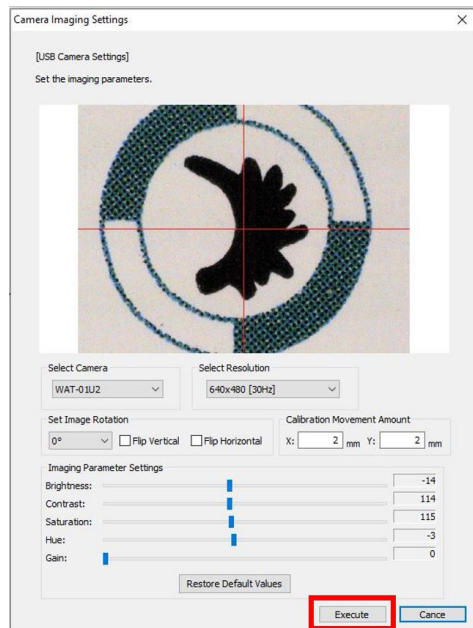 Camera Imaging Settings
[USB Camera Settings]
Set the imaging parameters.
Select Camera
WAT-01U2
Select Resolution
640x480 [30Hz]
Set Image Rotation
0° Flip Vertical Flip Horizontal
Calibration Movement Amount
X: 2 mm Y: 2 mm
Imaging Parameter Settings
Brightness: -14
Contrast: 114
Saturation: 115
Hue: -3
Gain: 0
Restore Default Values
Execute Cance